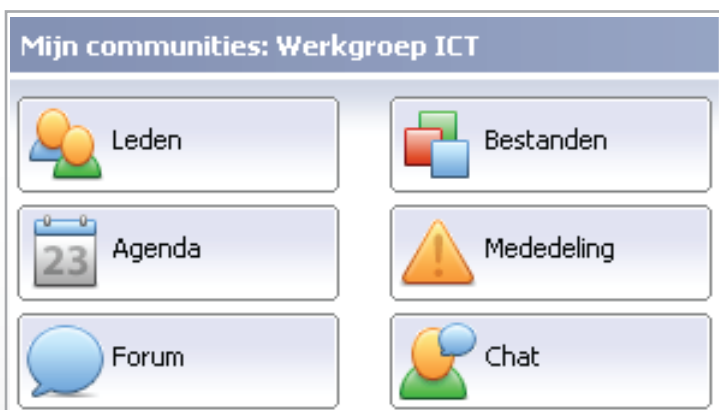 Mijn communities: Werkgroep ICT
Leden
Bestanden
23
Agenda
Mededeling
Forum
Chat